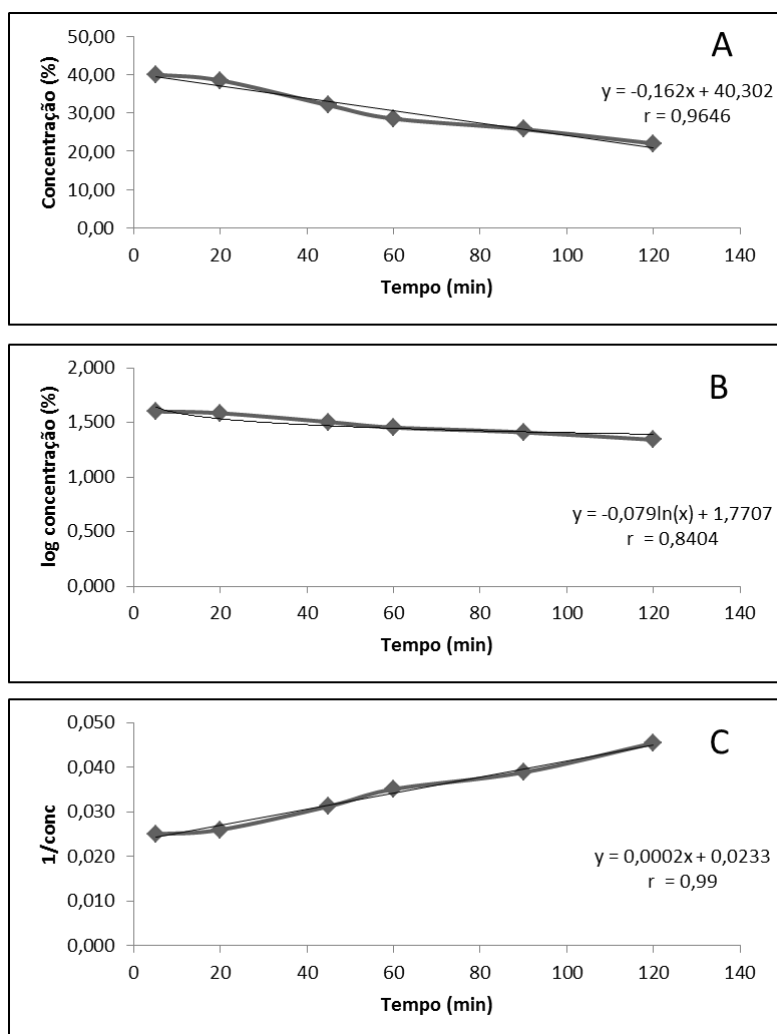 A
Concentração (%)
50,00
40,00
30,00
20,00
10,00
0,00
y = -0,162x + 40,302
r = 0,9646
0 20 40 60 80 100 120 140
Tempo (min)
B
log concentração (%)
2,000
1,500
1,000
0,500
0,000
y = -0,079ln(x) + 1,7707
r = 0,8404
0 20 40 60 80 100 120 140
Tempo (min)
C
1/conc
0,050
0,040
0,030
0,020
0,010
0,000
y = 0,0002x + 0,0233
r = 0,99
0 20 40 60 80 100 120 140
Tempo (min)